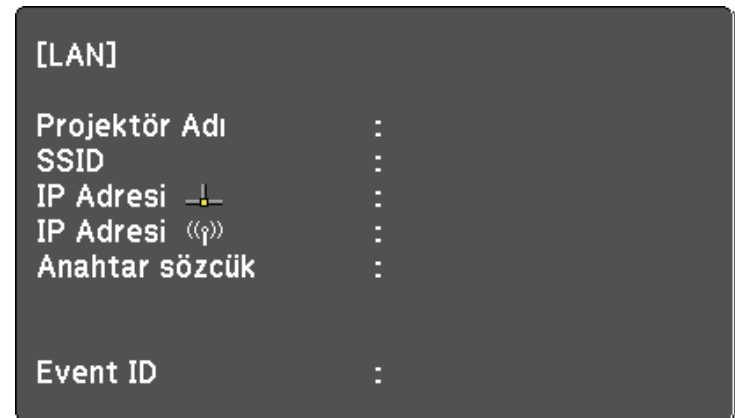 [LAN]
Projektör Adı :
SSID :
IP Adresi :
IP Adresi :
Anahtar sözcük :
Event ID :